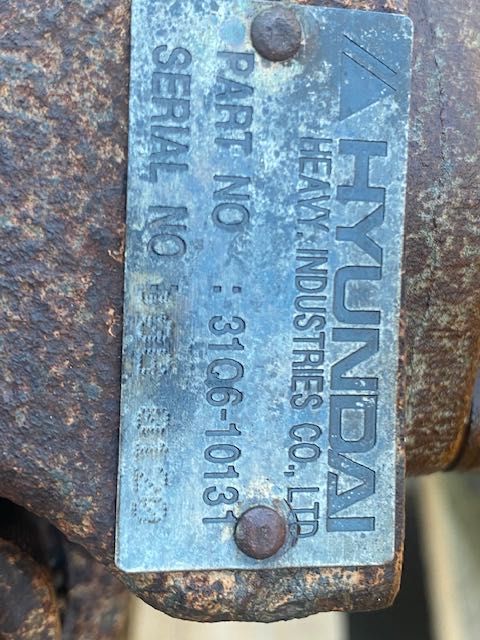 HYUNDAI
HEAVY INDUSTRIES CO., LTD
PART NO : 31Q6-10131
SERIAL NO :